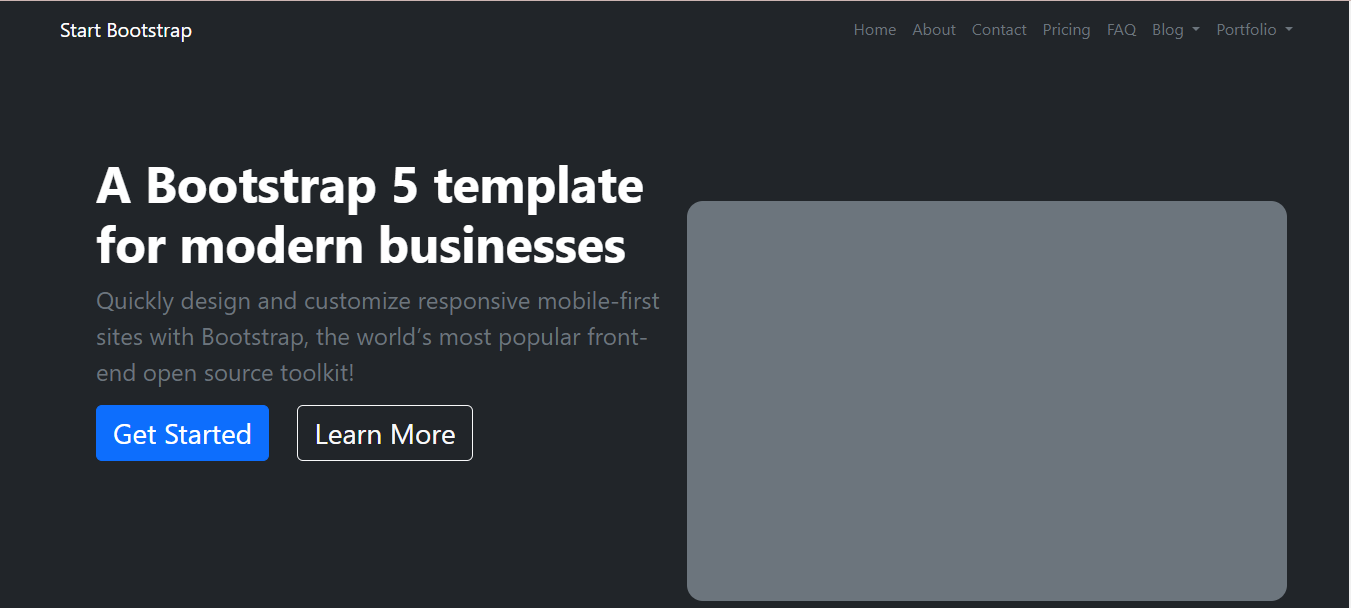 Start Bootstrap
Home About Contact Pricing FAQ Blog Portfolio
A Bootstrap 5 template
for modern businesses
Quickly design and customize responsive mobile-first
sites with Bootstrap, the world’s most popular front-
end open source toolkit!
Get Started Learn More